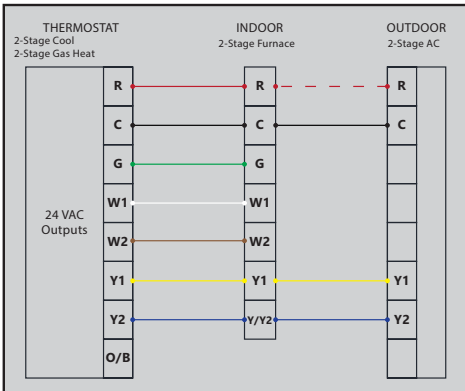 THERMOSTAT
2-Stage Cool
2-Stage Gas Heat
INDOOR
2-Stage Furnace
OUTDOOR
2-Stage AC
24 VAC
Outputs
R
C
G
W1
W2
Y1
Y2
O/B
R
C
G
W1
W2
Y1
Y/Y2
R
C
Y1
Y2